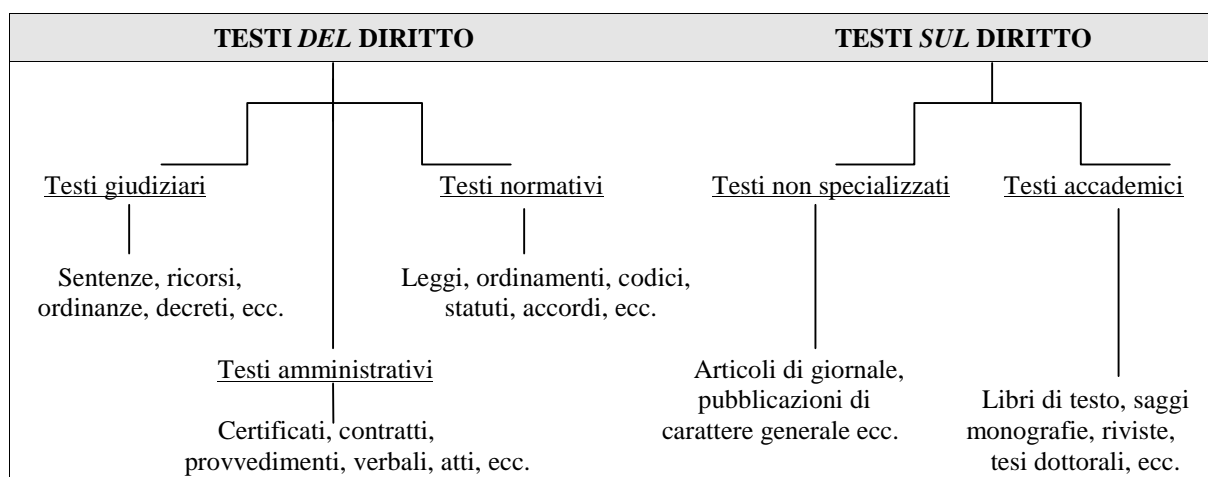 TESTI DEL DIRITTO
TESTI SUL DIRITTO
Testi giudiziari
Testi normativi
Testi non specializzati
Testi accademici
Sentenze, ricorsi,
ordinanze, decreti, ecc.
Leggi, ordinamenti, codici,
statuti, accordi, ecc.
Testi amministrativi
Certificati, contratti,
provvedimenti, verbali, atti, ecc.
Articoli di giornale,
pubblicazioni di
carattere generale ecc.
Libri di testo, saggi
monografie, riviste,
tesi dottorali, ecc.